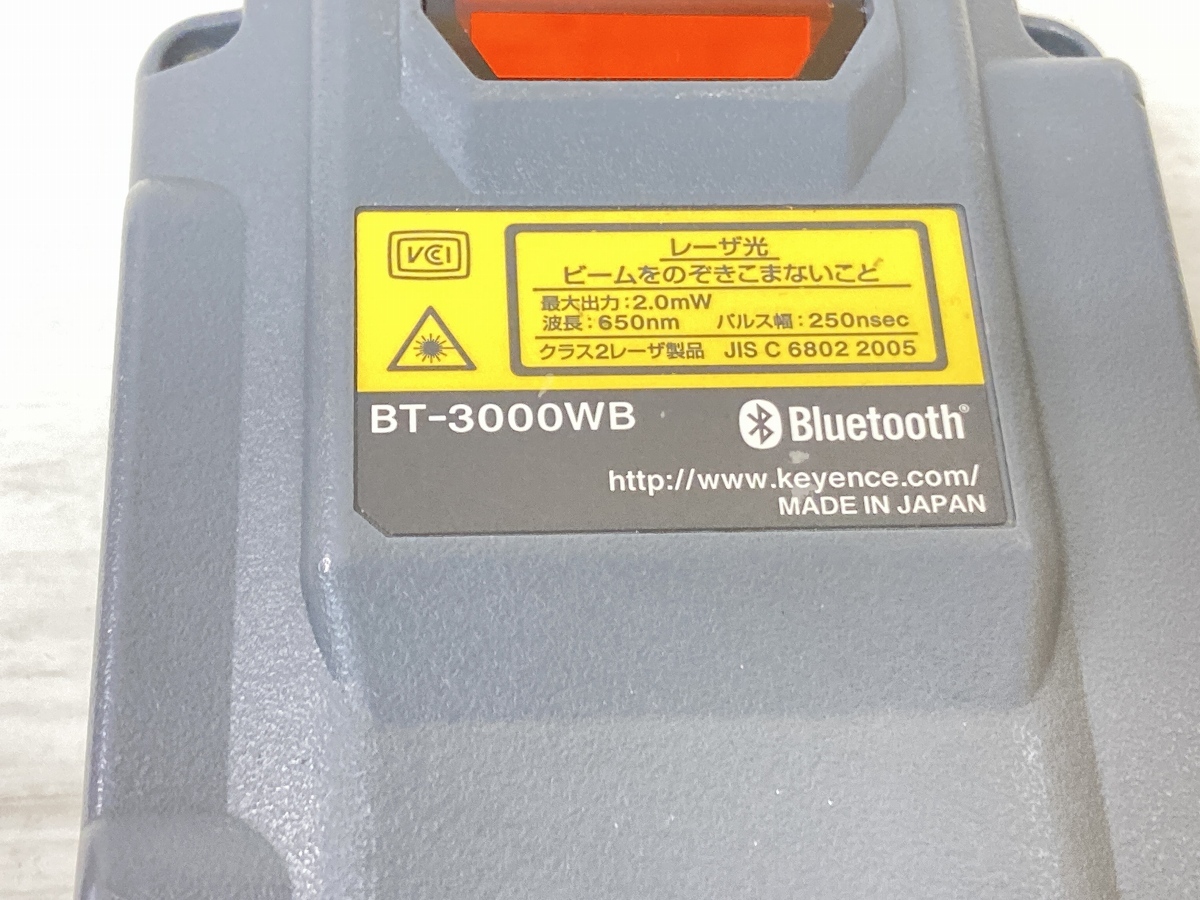 VCI
レーザ光
ビームをのぞきこまないこと
最大出力:2.0mW
波長:650nm パルス幅:250nsec
クラス2レーザ製品 JIS C 6802 2005
BT-3000WB
Bluetooth®
http://www.keyence.com/
MADE IN JAPAN